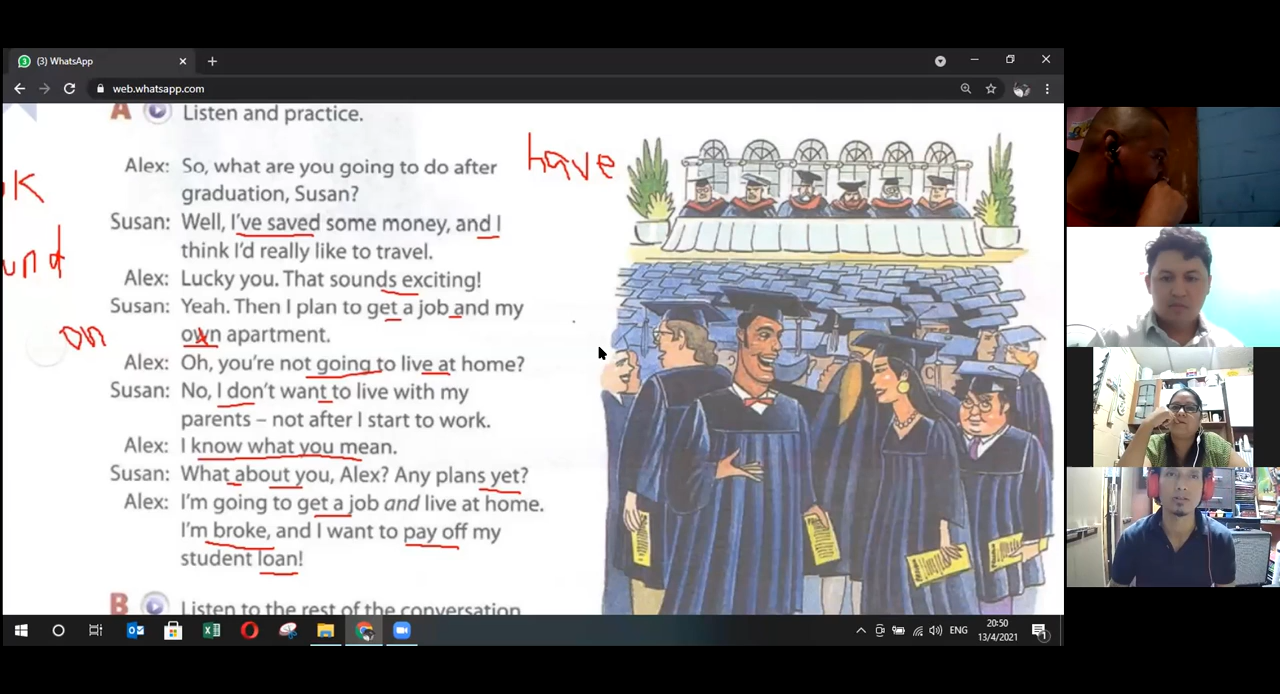 (3) WhatsApp
web.whatsapp.com
A Listen and practice.
have
Alex: So, what are you going to do after
graduation, Susan?
Susan: Well, I've saved some money, and I
think I'd really like to travel.
Alex: Lucky you. That sounds exciting!
Susan: Yeah. Then I plan to get a job and my
own apartment.
on
Alex: Oh, you're not going to live at home?
Susan: No, I don't want to live with my
parents – not after I start to work.
Alex: I know what you mean.
Susan: What about you, Alex? Any plans yet?
Alex: I'm going to get a job and live at home.
I'm broke, and I want to pay off my
student loan!
B Listen to the rest of the conversation
ENG
20:50
13/4/2021